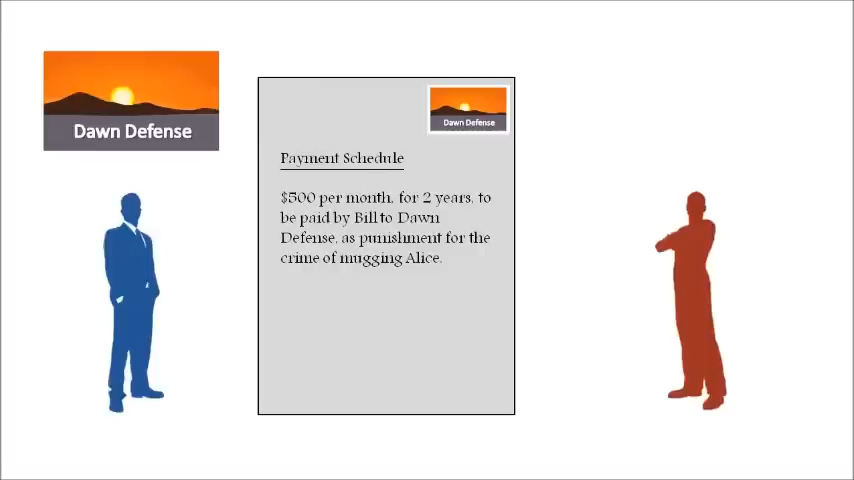 Dawn Defense
Dawn Defense
Payment Schedule
$500 per month, for 2 years, to
be paid by Bill to Dawn
Defense, as punishment for the
crime of mugging Alice.